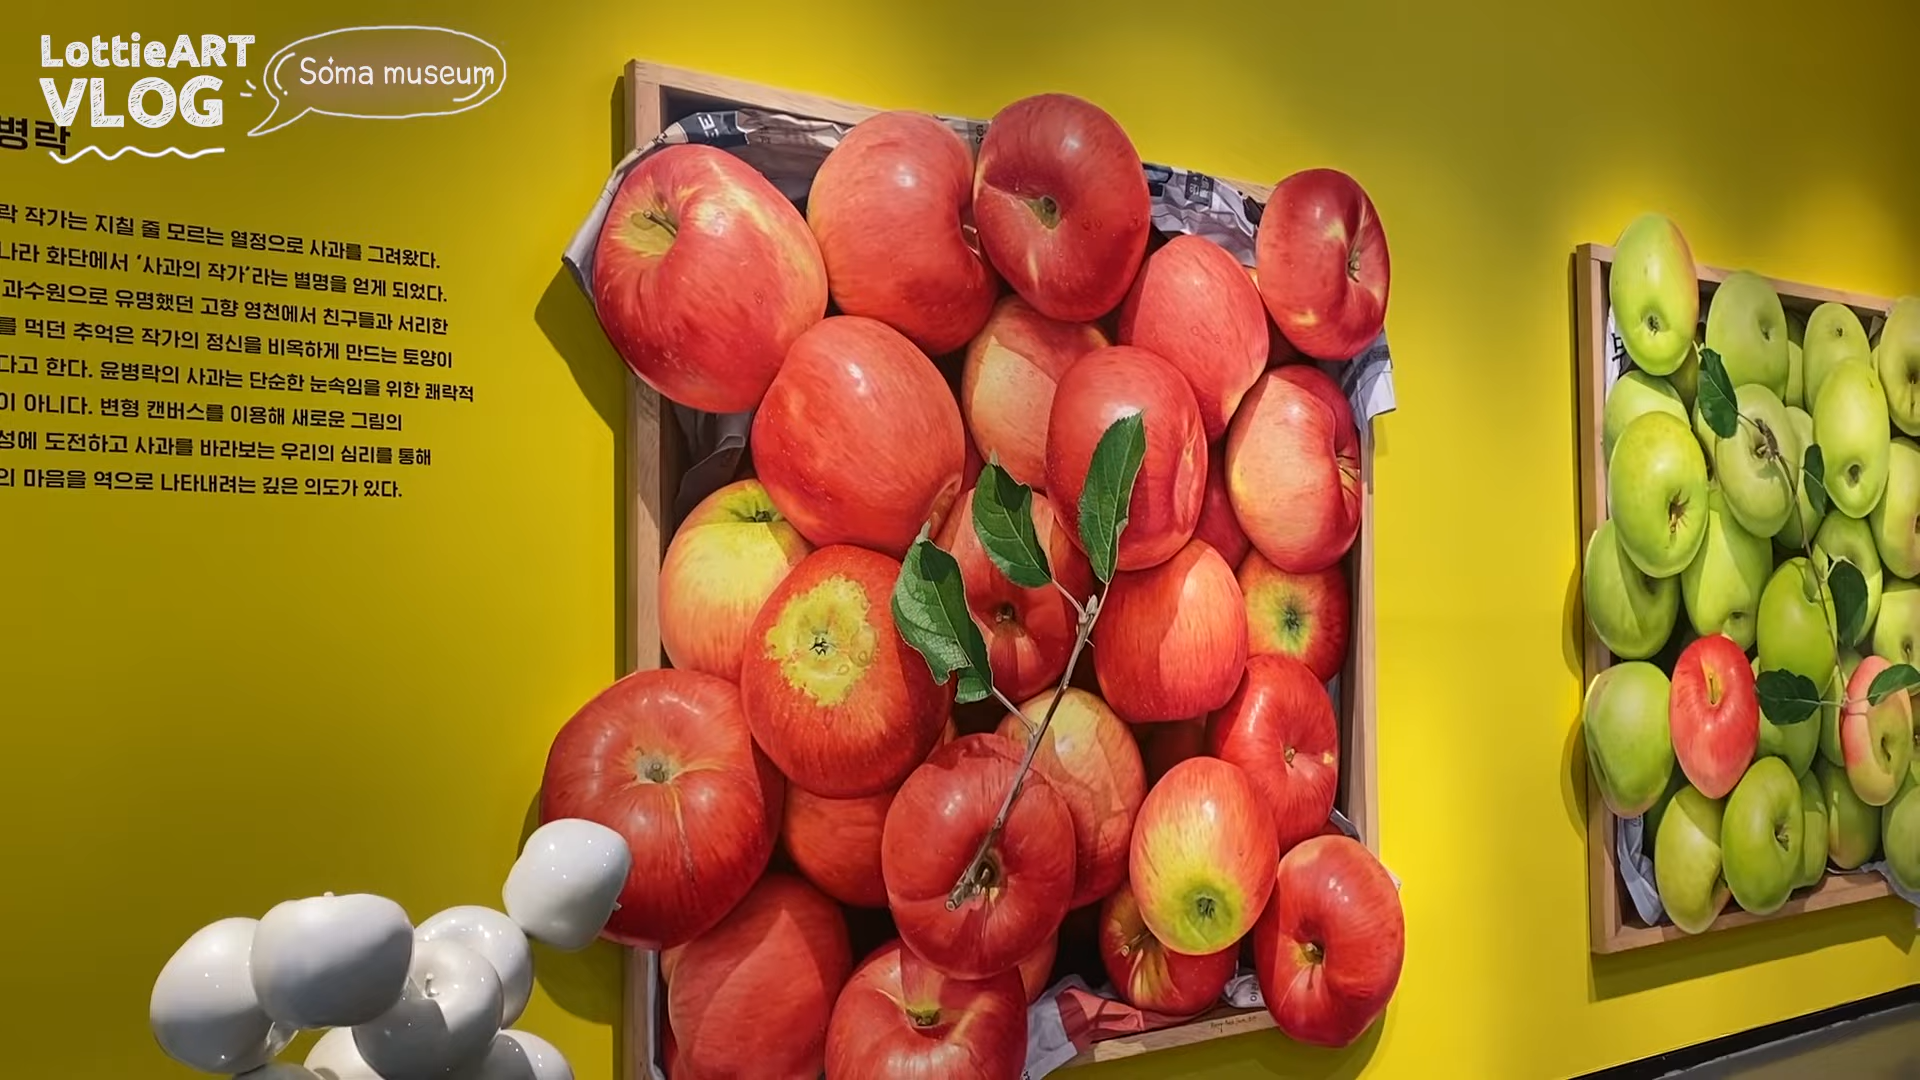 LottieART
VLOG
Soma museum
병락
락 작가는 지칠 줄 모르는 열정으로 사과를 그려왔다.
나라 화단에서 ‘사과의 작가’라는 별명을 얻게 되었다.
과수원으로 유명했던 고향 영천에서 친구들과 서리한
를 먹던 추억은 작가의 정신을 비옥하게 만드는 토양이
다고 한다. 윤병락의 사과는 단순한 눈속임을 위한 쾌락적
이 아니다. 변형 캔버스를 이용해 새로운 그림의
성에 도전하고 사과를 바라보는 우리의 심리를 통해
의 마음을 역으로 나타내려는 깊은 의도가 있다.